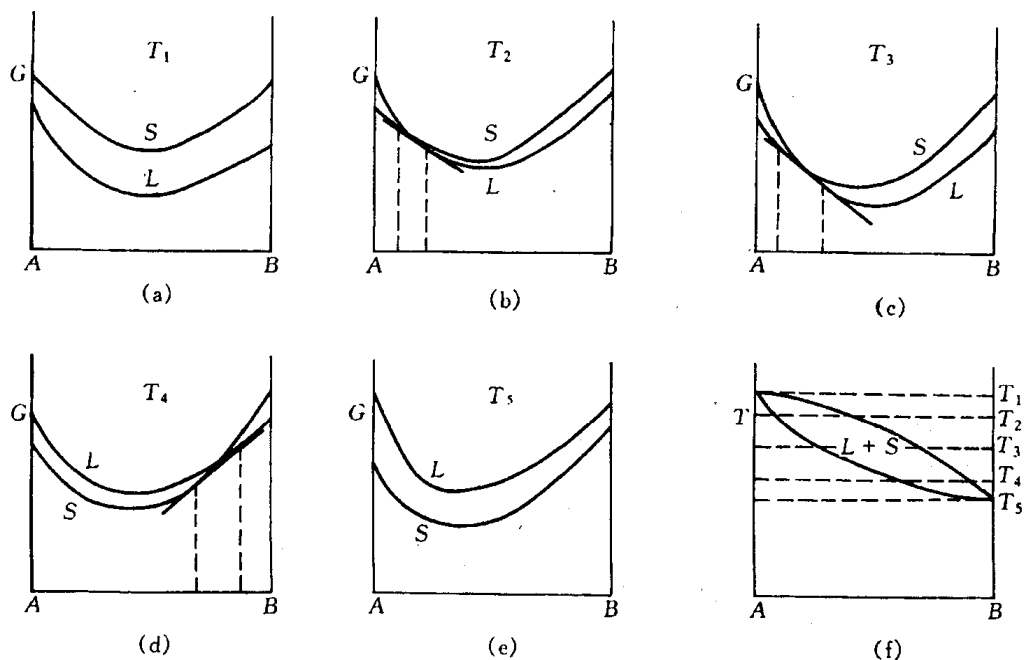 T₁
G
S
L
A B
(a)
T₂
G
S
L
A B
(b)
T₃
G
S
L
A B
(c)
T₄
G
L
S
A B
(d)
T₅
G
L
S
A B
(e)
T
L + S
T₁
T₂
T₃
T₄
T₅
A B
(f)